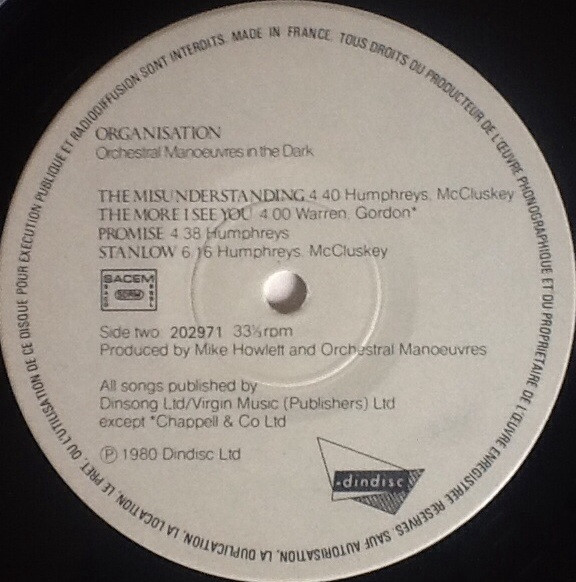 ORGANISATION
Orchestral Manoeuvres in the Dark
THE MISUNDERSTANDING 4 40 Humphreys, McCluskey
THE MORE I SEE YOU 4 00 Warren, Gordon*
PROMISE 4 38 Humphreys
STANLOW 6 16 Humphreys, McCluskey
SACEM
SACD SDRM SGDL
Side two 202971 33⅓rpm
Produced by Mike Howlett and Orchestral Manoeuvres
All songs published by
Dinsong Ltd/Virgin Music (Publishers) Ltd
except *Chappell & Co Ltd
℗ 1980 Dindisc Ltd
·dindisc
MADE IN FRANCE. TOUS DROITS DU PRODUCTEUR DE L'ŒUVRE PHONOGRAPHIQUE ET DU PROPRIETAIRE DE L'ŒUVRE ENREGISTREE RESERVES. SAUF AUTORISATION, LA DUPLICATION, LA LOCATION, LE PRET, OU L'UTILISATION DE CE DISQUE POUR EXECUTION PUBLIQUE ET RADIODIFFUSION SONT INTERDITS.